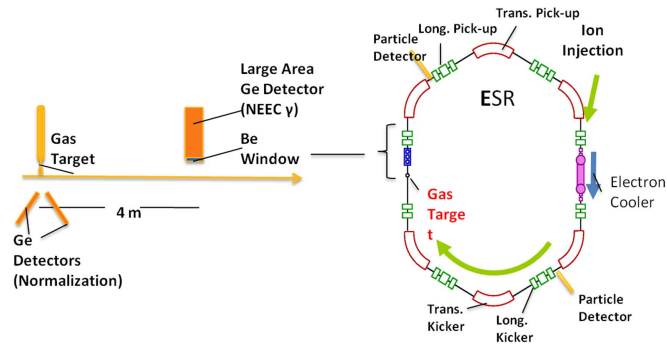 Large Area
Ge Detector
(NEEC γ)
Gas
Target
Be
Window
4 m
Ge
Detectors
(Normalization)
Long. Pick-up
Trans. Pick-up
Particle
Detector
Ion
Injection
ESR
Gas
Targe
t
Electron
Cooler
Trans.
Kicker
Long.
Kicker
Particle
Detector